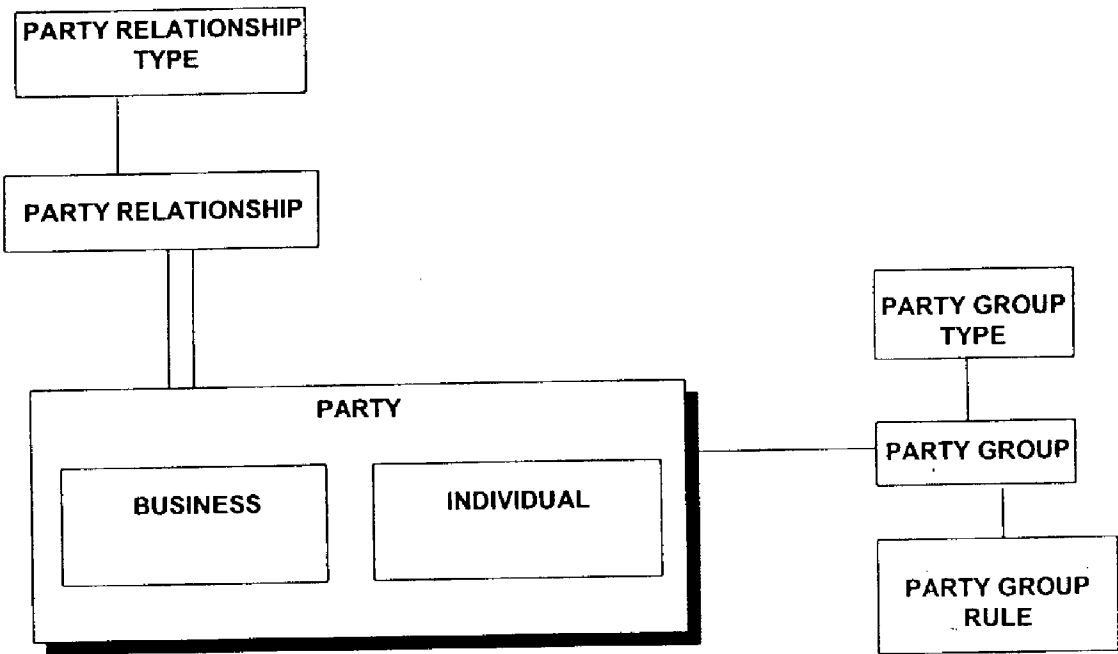 PARTY RELATIONSHIP
TYPE
PARTY RELATIONSHIP
PARTY GROUP
TYPE
PARTY
PARTY GROUP
BUSINESS
INDIVIDUAL
PARTY GROUP
RULE